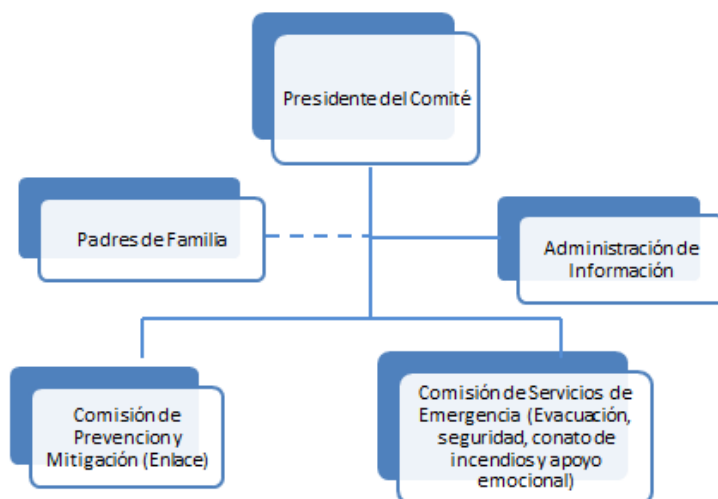 Presidente del Comité
Padres de Familia
Administración de
Información
Comisión de
Prevencion y
Mitigación (Enlace)
Comisión de Servicios de
Emergencia (Evacuación,
seguridad, conato de
incendios y apoyo
emocional)